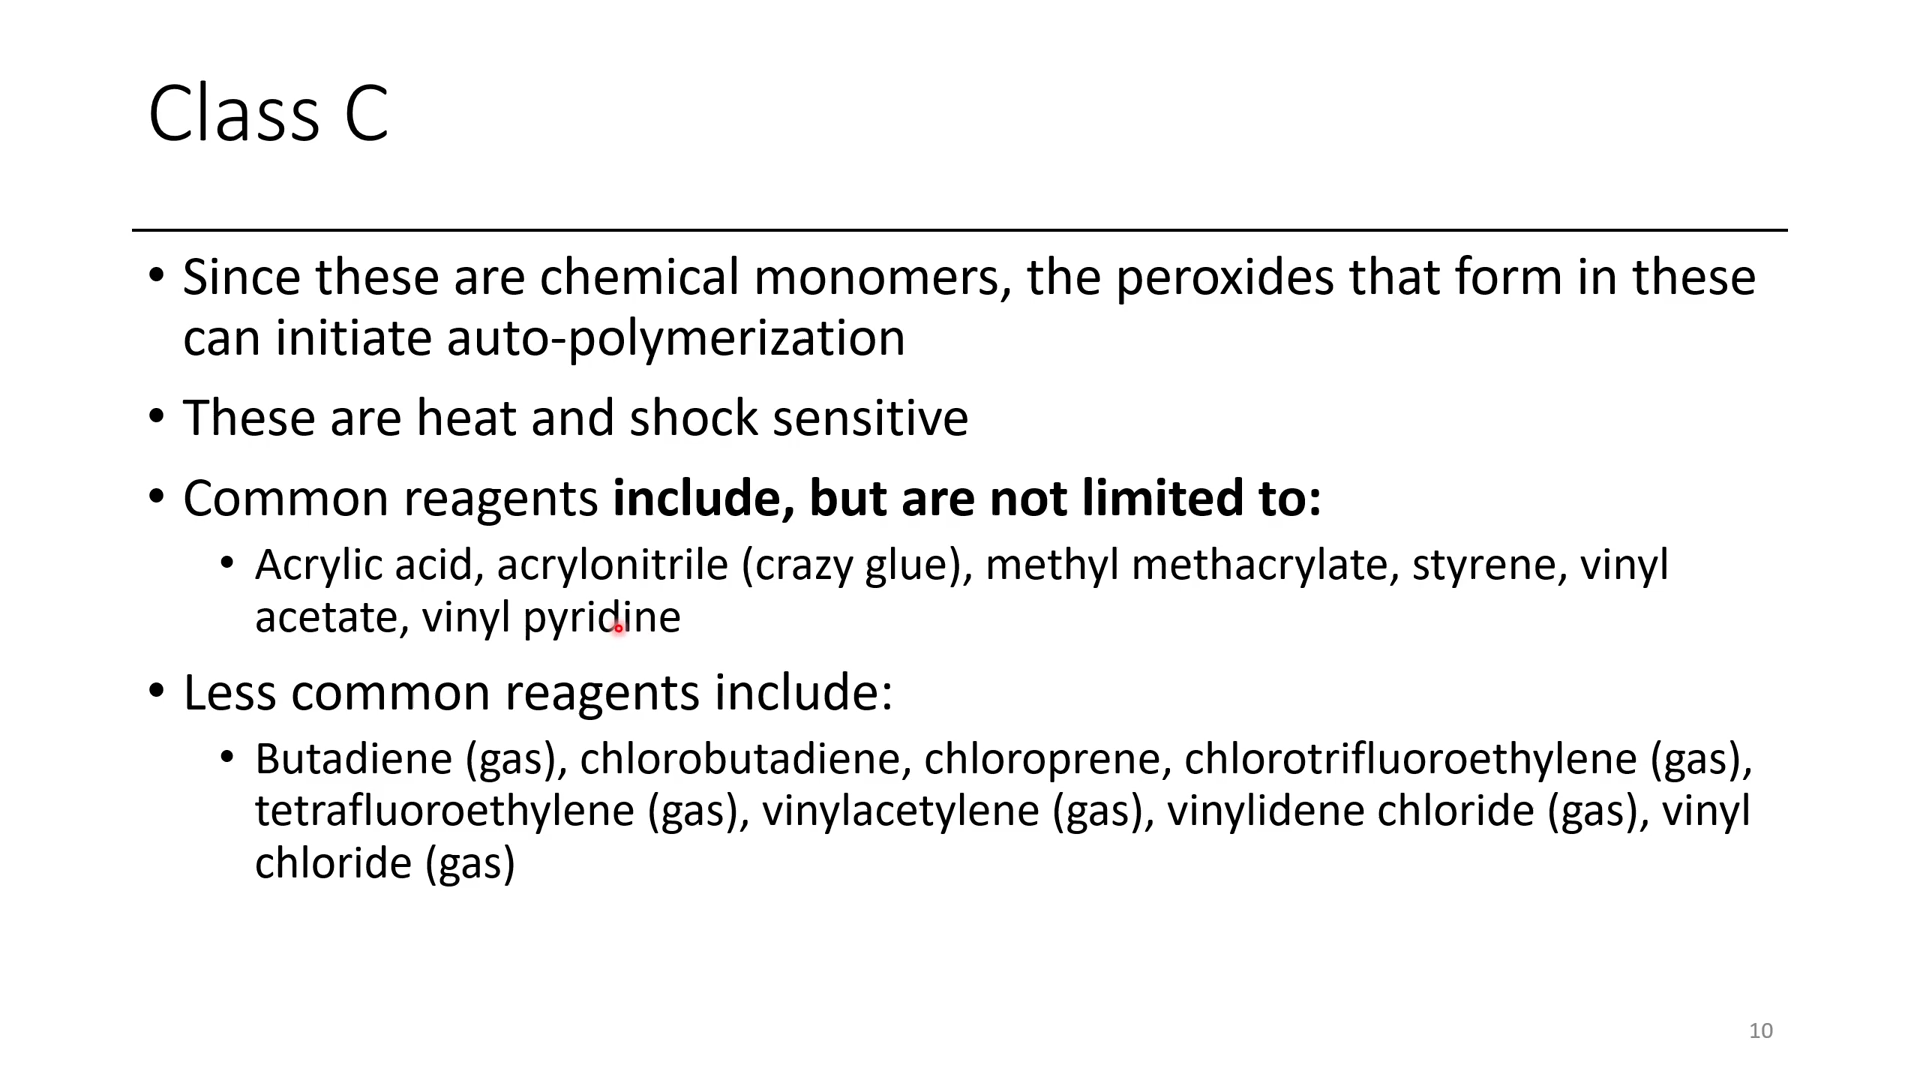 Class C
• Since these are chemical monomers, the peroxides that form in these
can initiate auto-polymerization
• These are heat and shock sensitive
• Common reagents include, but are not limited to:
• Acrylic acid, acrylonitrile (crazy glue), methyl methacrylate, styrene, vinyl
acetate, vinyl pyridine
• Less common reagents include:
• Butadiene (gas), chlorobutadiene, chloroprene, chlorotrifluoroethylene (gas),
tetrafluoroethylene (gas), vinylacetylene (gas), vinylidene chloride (gas), vinyl
chloride (gas)
10